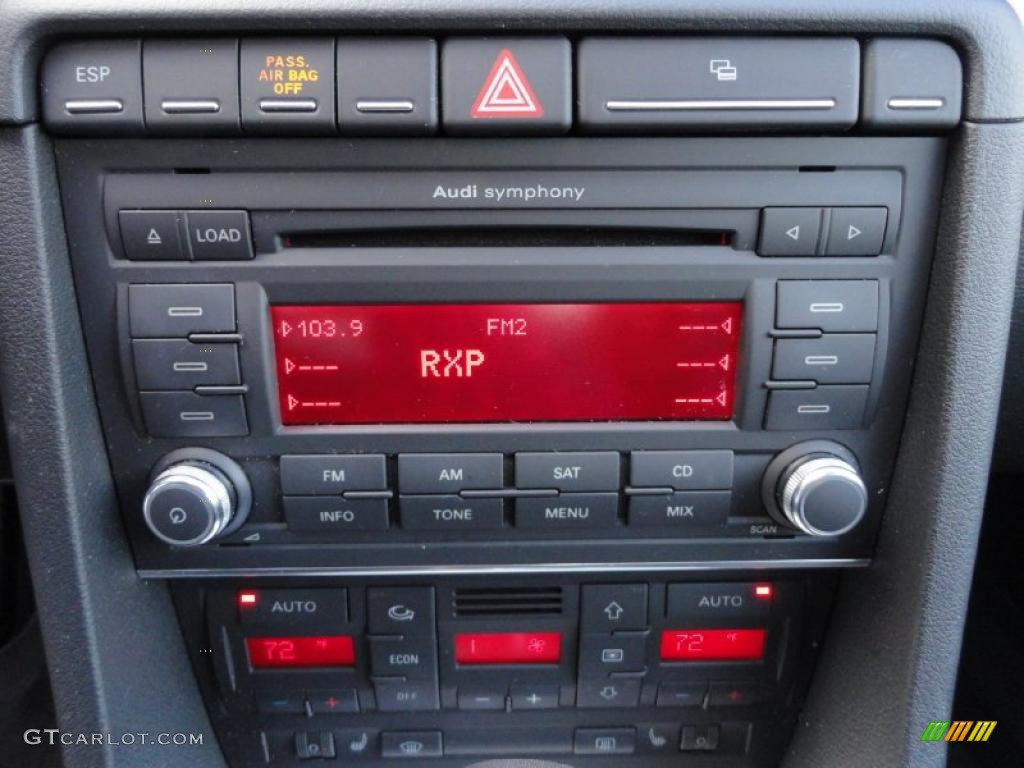 ESP
PASS.
AIR BAG
OFF
Audi symphony
LOAD
103.9 FM2 ---
--- RXP ---
--- ---
FM AM SAT CD
INFO TONE MENU MIX
SCAN
AUTO AUTO
72 °F 1 72 °F
ECON
OFF
- + - + - +
GTCARLOT.COM